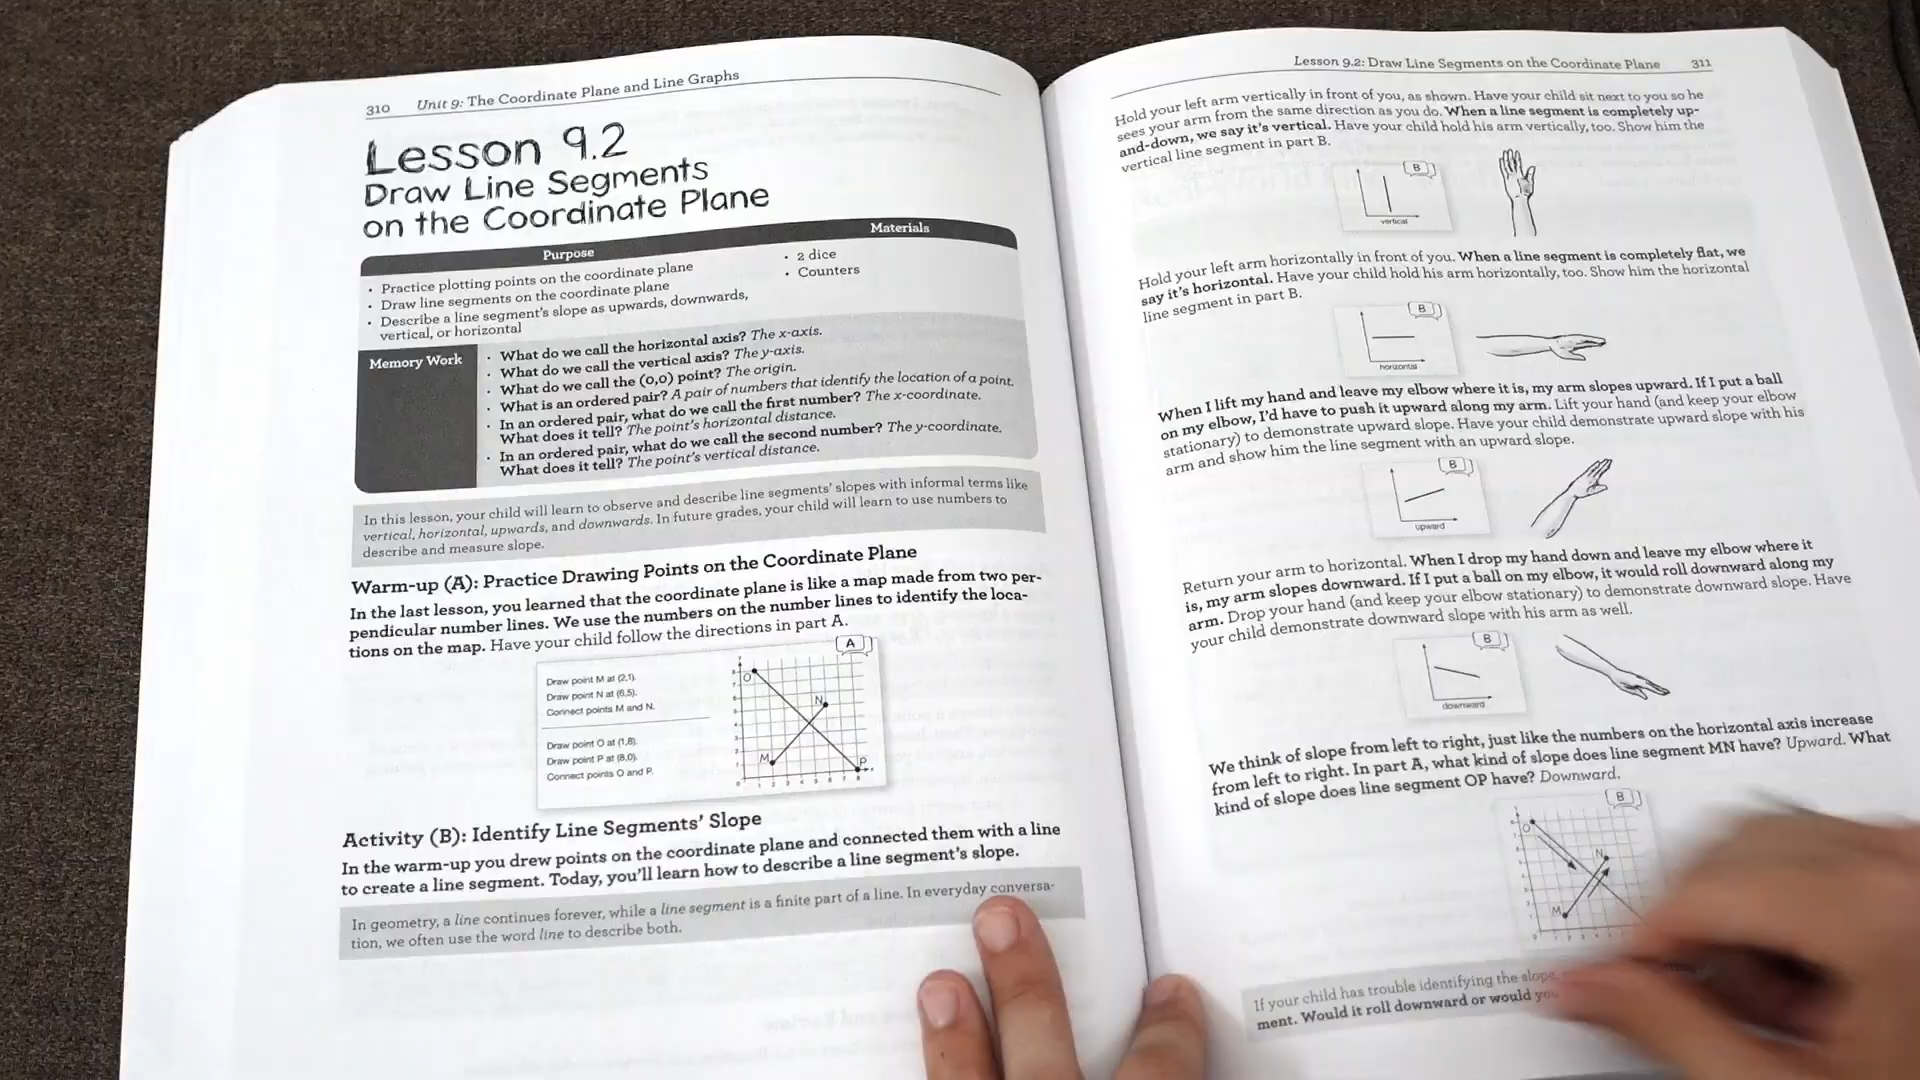 310 Unit 9: The Coordinate Plane and Line Graphs
Lesson 9.2
Draw Line Segments
on the Coordinate Plane
Purpose
Materials
• Practice plotting points on the coordinate plane
• Draw line segments on the coordinate plane
• Describe a line segment's slope as upwards, downwards,
vertical, or horizontal
• 2 dice
• Counters
Memory Work
• What do we call the horizontal axis? The x-axis.
• What do we call the vertical axis? The y-axis.
• What do we call the (0,0) point? The origin.
• What is an ordered pair? A pair of numbers that identify the location of a point.
• In an ordered pair, what do we call the first number? The x-coordinate.
What does it tell? The point's horizontal distance.
• In an ordered pair, what do we call the second number? The y-coordinate.
What does it tell? The point's vertical distance.
In this lesson, your child will learn to observe and describe line segments' slopes with informal terms like
vertical, horizontal, upwards, and downwards. In future grades, your child will learn to use numbers to
describe and measure slope.
Warm-up (A): Practice Drawing Points on the Coordinate Plane
In the last lesson, you learned that the coordinate plane is like a map made from two per-
pendicular number lines. We use the numbers on the number lines to identify the loca-
tions on the map. Have your child follow the directions in part A.
A
Draw point M at (2,1).
Draw point N at (6,5).
Connect points M and N.
Draw point O at (1,8).
Draw point P at (8,0).
Connect points O and P.
O
N
M
P
Activity (B): Identify Line Segments' Slope
In the warm-up you drew points on the coordinate plane and connected them with a line
to create a line segment. Today, you'll learn how to describe a line segment's slope.
In geometry, a line continues forever, while a line segment is a finite part of a line. In everyday conversa-
tion, we often use the word line to describe both.
Lesson 9.2: Draw Line Segments on the Coordinate Plane 311
Hold your left arm vertically in front of you, as shown. Have your child sit next to you so he
sees your arm from the same direction as you do. When a line segment is completely up-
and-down, we say it's vertical. Have your child hold his arm vertically, too. Show him the
vertical line segment in part B.
B
vertical
Hold your left arm horizontally in front of you. When a line segment is completely flat, we
say it's horizontal. Have your child hold his arm horizontally, too. Show him the horizontal
line segment in part B.
B
horizontal
When I lift my hand and leave my elbow where it is, my arm slopes upward. If I put a ball
on my elbow, I'd have to push it upward along my arm. Lift your hand (and keep your elbow
stationary) to demonstrate upward slope. Have your child demonstrate upward slope with his
arm and show him the line segment with an upward slope.
B
upward
Return your arm to horizontal. When I drop my hand down and leave my elbow where it
is, my arm slopes downward. If I put a ball on my elbow, it would roll downward along my
arm. Drop your hand (and keep your elbow stationary) to demonstrate downward slope. Have
your child demonstrate downward slope with his arm as well.
B
downward
We think of slope from left to right, just like the numbers on the horizontal axis increase
from left to right. In part A, what kind of slope does line segment MN have? Upward. What
kind of slope does line segment OP have? Downward.
B
O
N
M
If your child has trouble identifying the slope,
ment. Would it roll downward or would you